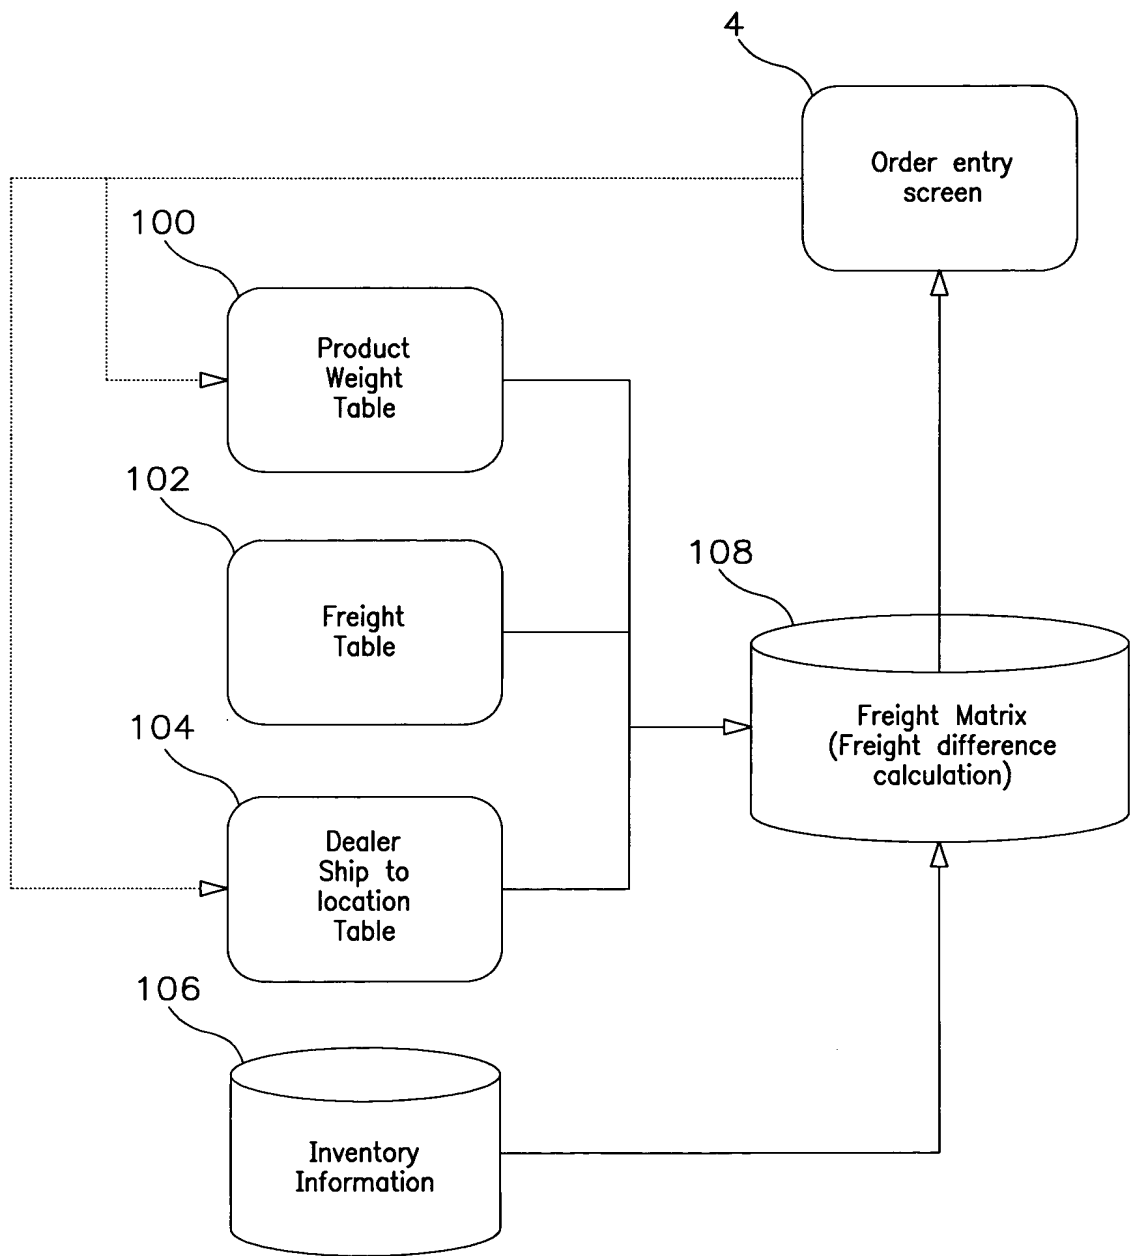 4
Order entry
screen
100
Product
Weight
Table
102
Freight
Table
108
Freight Matrix
(Freight difference
calculation)
104
Dealer
Ship to
location
Table
106
Inventory
Information